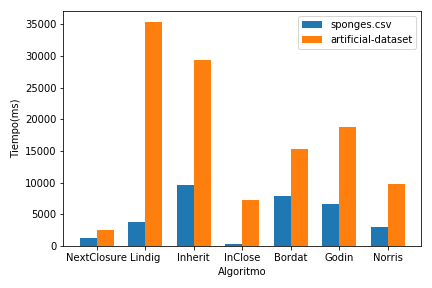 sponges.csv
artificial-dataset
35000
30000
25000
20000
15000
10000
5000
0
Tiempo(ms)
NextClosure Lindig Inherit InClose Bordat Godin Norris
Algoritmo